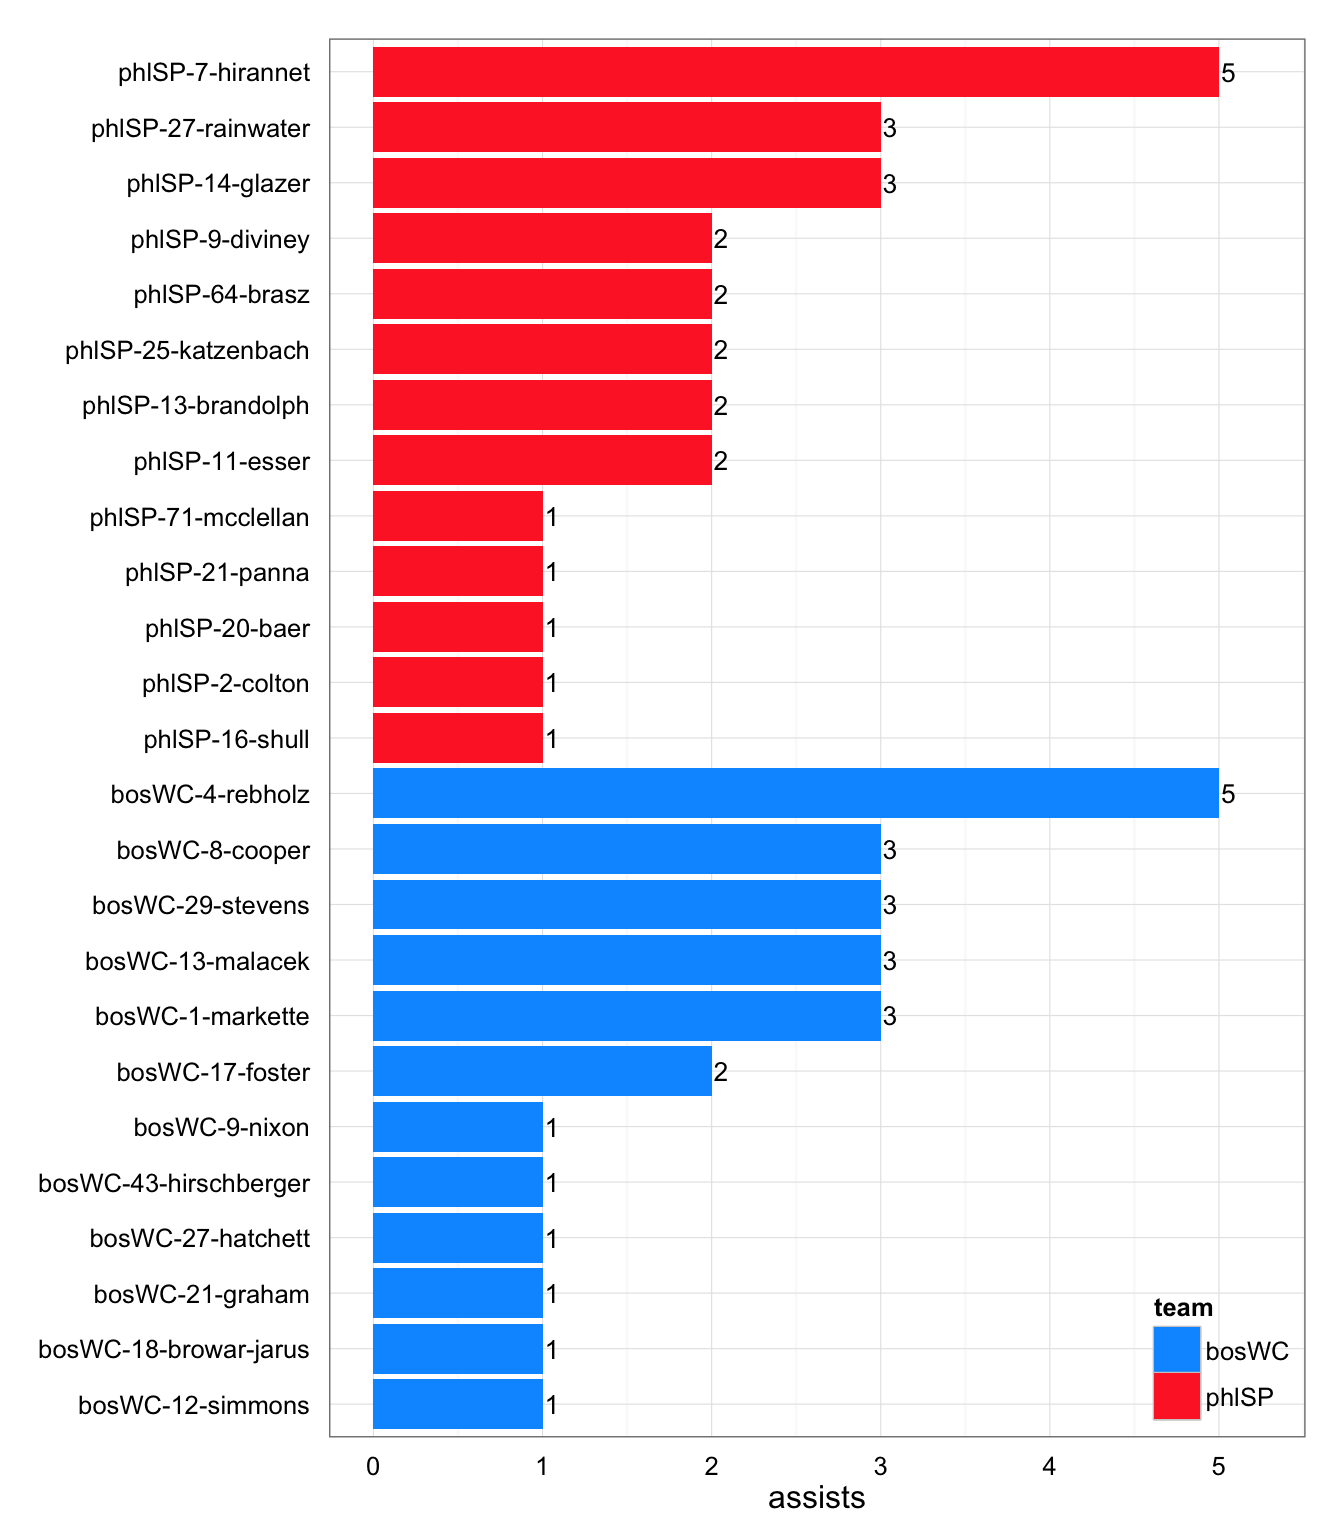 phlSP-7-hirannet 5
phlSP-27-rainwater 3
phlSP-14-glazer 3
phlSP-9-diviney 2
phlSP-64-brasz 2
phlSP-25-katzenbach 2
phlSP-13-brandolph 2
phlSP-11-esser 2
phlSP-71-mcclellan 1
phlSP-21-panna 1
phlSP-20-baer 1
phlSP-2-colton 1
phlSP-16-shull 1
bosWC-4-rebholz 5
bosWC-8-cooper 3
bosWC-29-stevens 3
bosWC-13-malacek 3
bosWC-1-markette 3
bosWC-17-foster 2
bosWC-9-nixon 1
bosWC-43-hirschberger 1
bosWC-27-hatchett 1
bosWC-21-graham 1
bosWC-18-browar-jarus 1
bosWC-12-simmons 1
team
bosWC
phlSP
0 1 2 3 4 5
assists